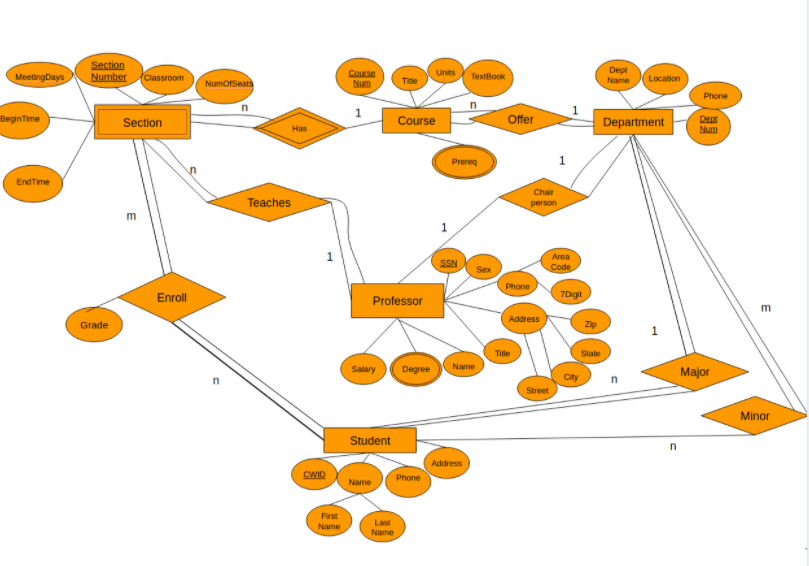 Section
Number
MeetingDays
Classroom
NumOfSeats
BeginTime
Section
EndTime
n
Has
1
Course
Num
Title
Units
TextBook
Course
Prereq
n
Offer
1
Dept
Name
Location
Phone
Dept
Num
Department
n
Teaches
1
1
Chair
person
1
m
Enroll
Grade
n
SSN
Sex
Phone
Area
Code
7Digit
Professor
Address
Zip
State
City
Street
Title
Name
Degree
Salary
m
1
Major
n
Minor
n
Student
CWID
Name
Phone
Address
First
Name
Last
Name